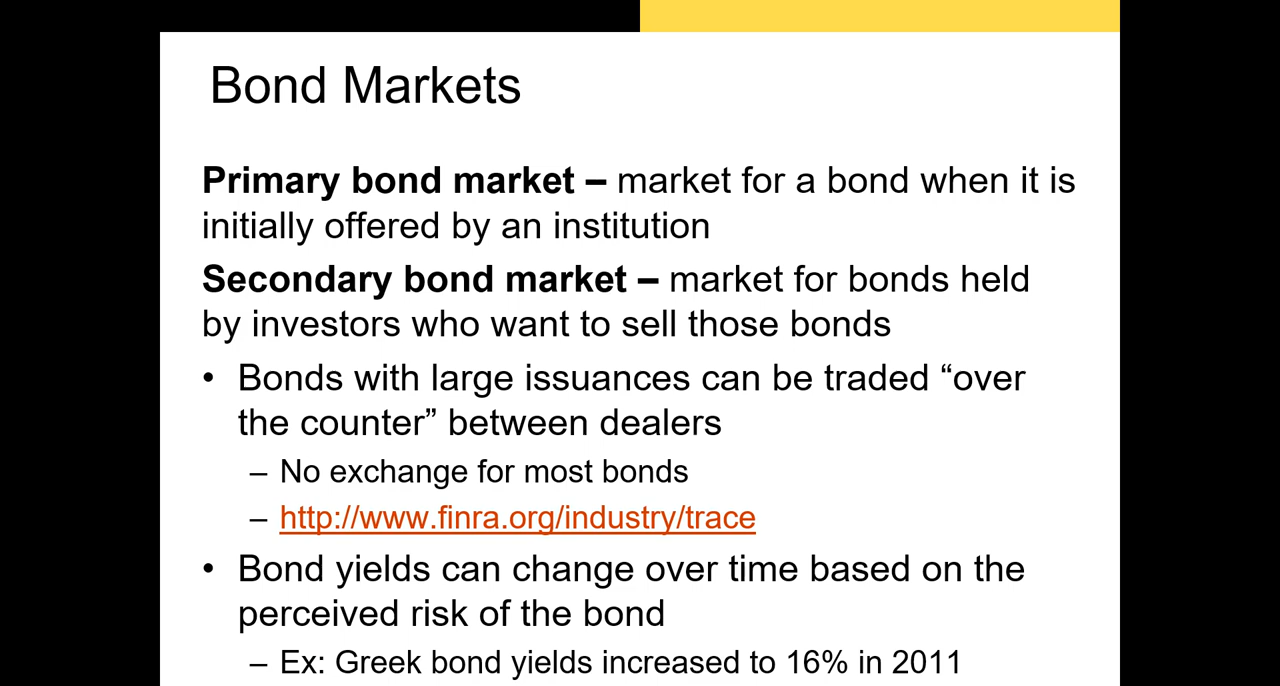 Bond Markets
Primary bond market – market for a bond when it is
initially offered by an institution
Secondary bond market – market for bonds held
by investors who want to sell those bonds
• Bonds with large issuances can be traded “over
the counter” between dealers
– No exchange for most bonds
– http://www.finra.org/industry/trace
• Bond yields can change over time based on the
perceived risk of the bond
– Ex: Greek bond yields increased to 16% in 2011